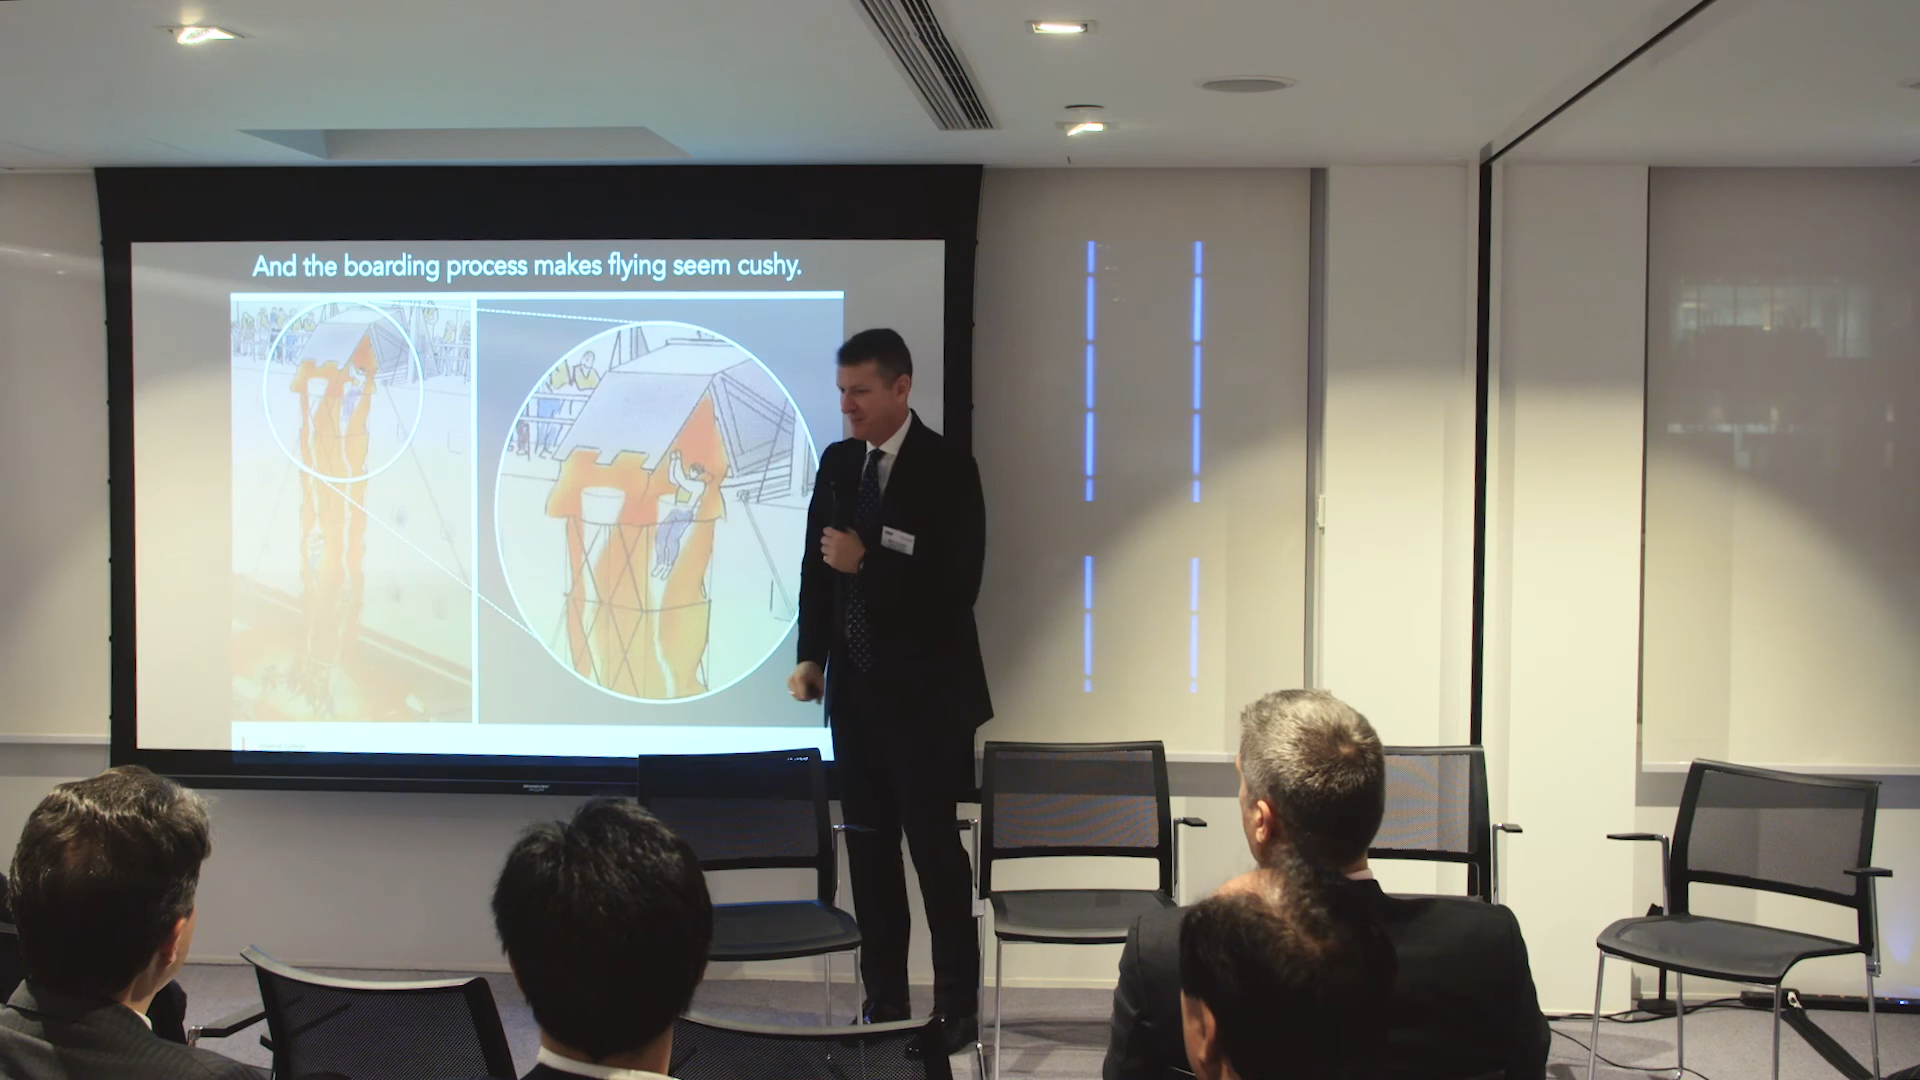 And the boarding process makes flying seem cushy.